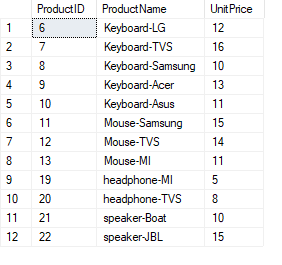 ProductID ProductName UnitPrice
1 6 Keyboard-LG 12
2 7 Keyboard-TVS 16
3 8 Keyboard-Samsung 10
4 9 Keyboard-Acer 13
5 10 Keyboard-Asus 11
6 11 Mouse-Samsung 15
7 12 Mouse-TVS 14
8 13 Mouse-MI 11
9 19 headphone-MI 5
10 20 headphone-TVS 8
11 21 speaker-Boat 10
12 22 speaker-JBL 15